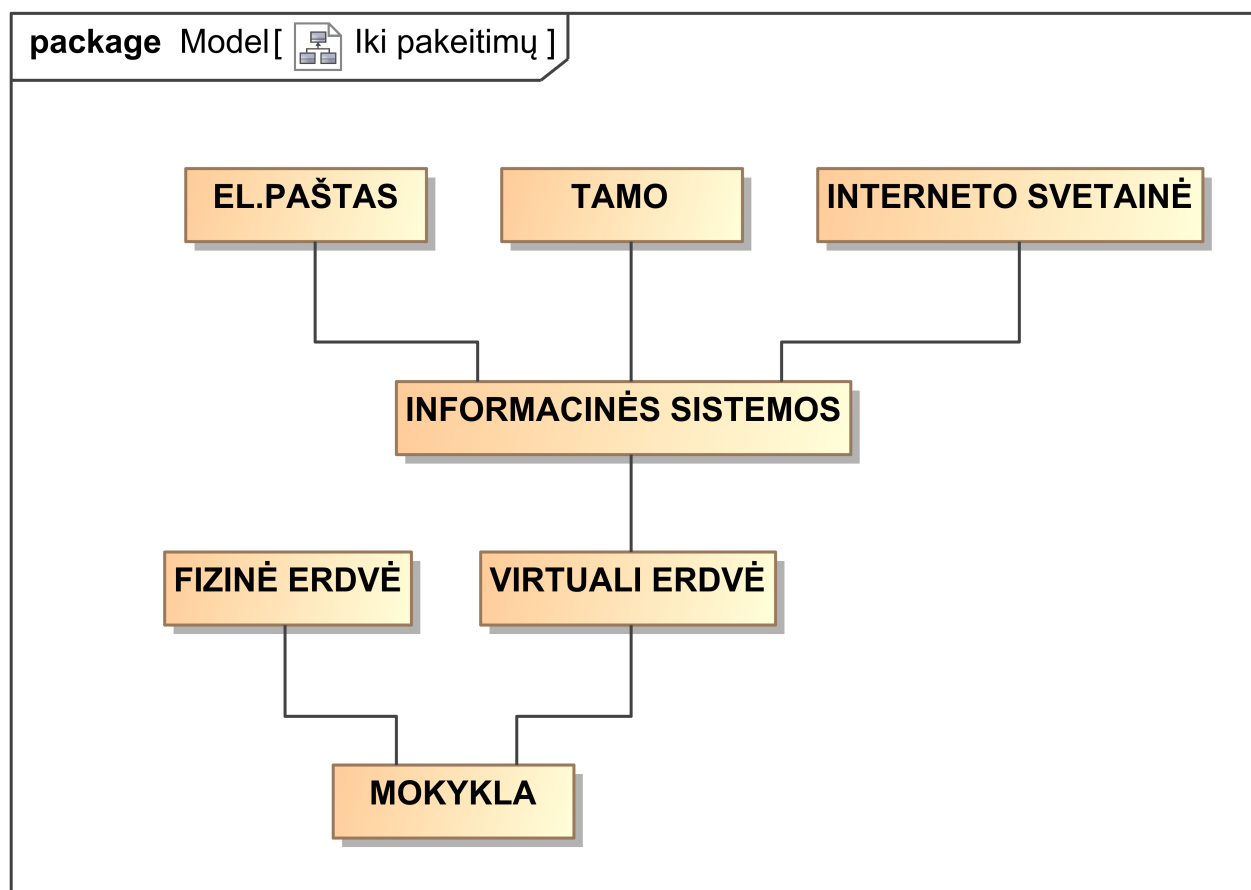 package Model[ Iki pakeitimų ]
EL.PAŠTAS
TAMO
INTERNETO SVETAINĖ
INFORMACINĖS SISTEMOS
FIZINĖ ERDVĖ
VIRTUALI ERDVĖ
MOKYKLA